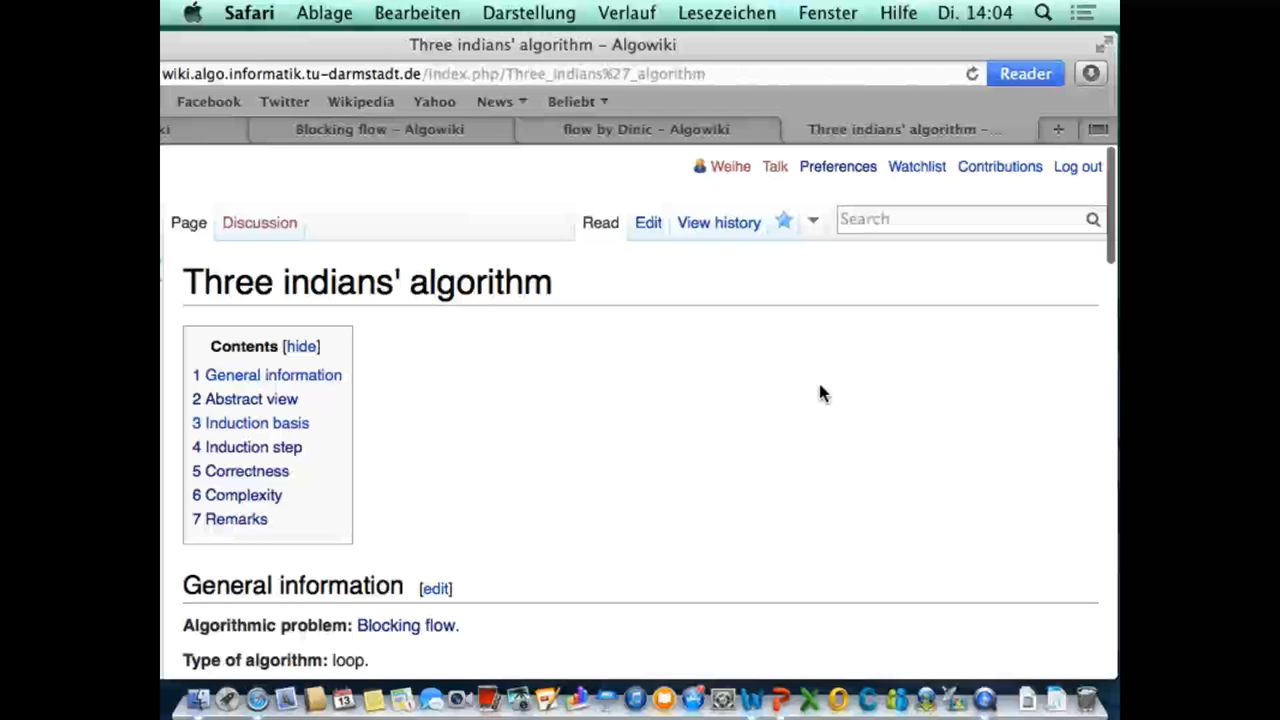 Safari Ablage Bearbeiten Darstellung Verlauf Lesezeichen Fenster Hilfe Di. 14:04
Three indians' algorithm – Algowiki
wiki.algo.informatik.tu-darmstadt.de/index.php/Three_indians%27_algorithm Reader
Facebook Twitter Wikipedia Yahoo News Beliebt
ki Blocking flow – Algowiki flow by Dinic – Algowiki Three indians' algorithm –... +
Weihe Talk Preferences Watchlist Contributions Log out
Page Discussion Read Edit View history Search
Three indians' algorithm
Contents [hide]
1 General information
2 Abstract view
3 Induction basis
4 Induction step
5 Correctness
6 Complexity
7 Remarks
General information [edit]
Algorithmic problem: Blocking flow.
Type of algorithm: loop.
13